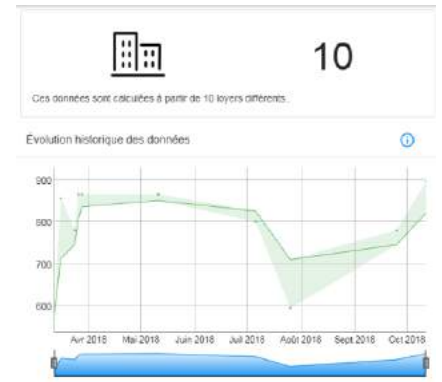 10
Ces données sont calculées à partir de 10 loyers différents.
Évolution historique des données
900
800
700
600
Avr 2018 Mai 2018 Juin 2018 Juil 2018 Août 2018 Sept 2018 Oct 2018